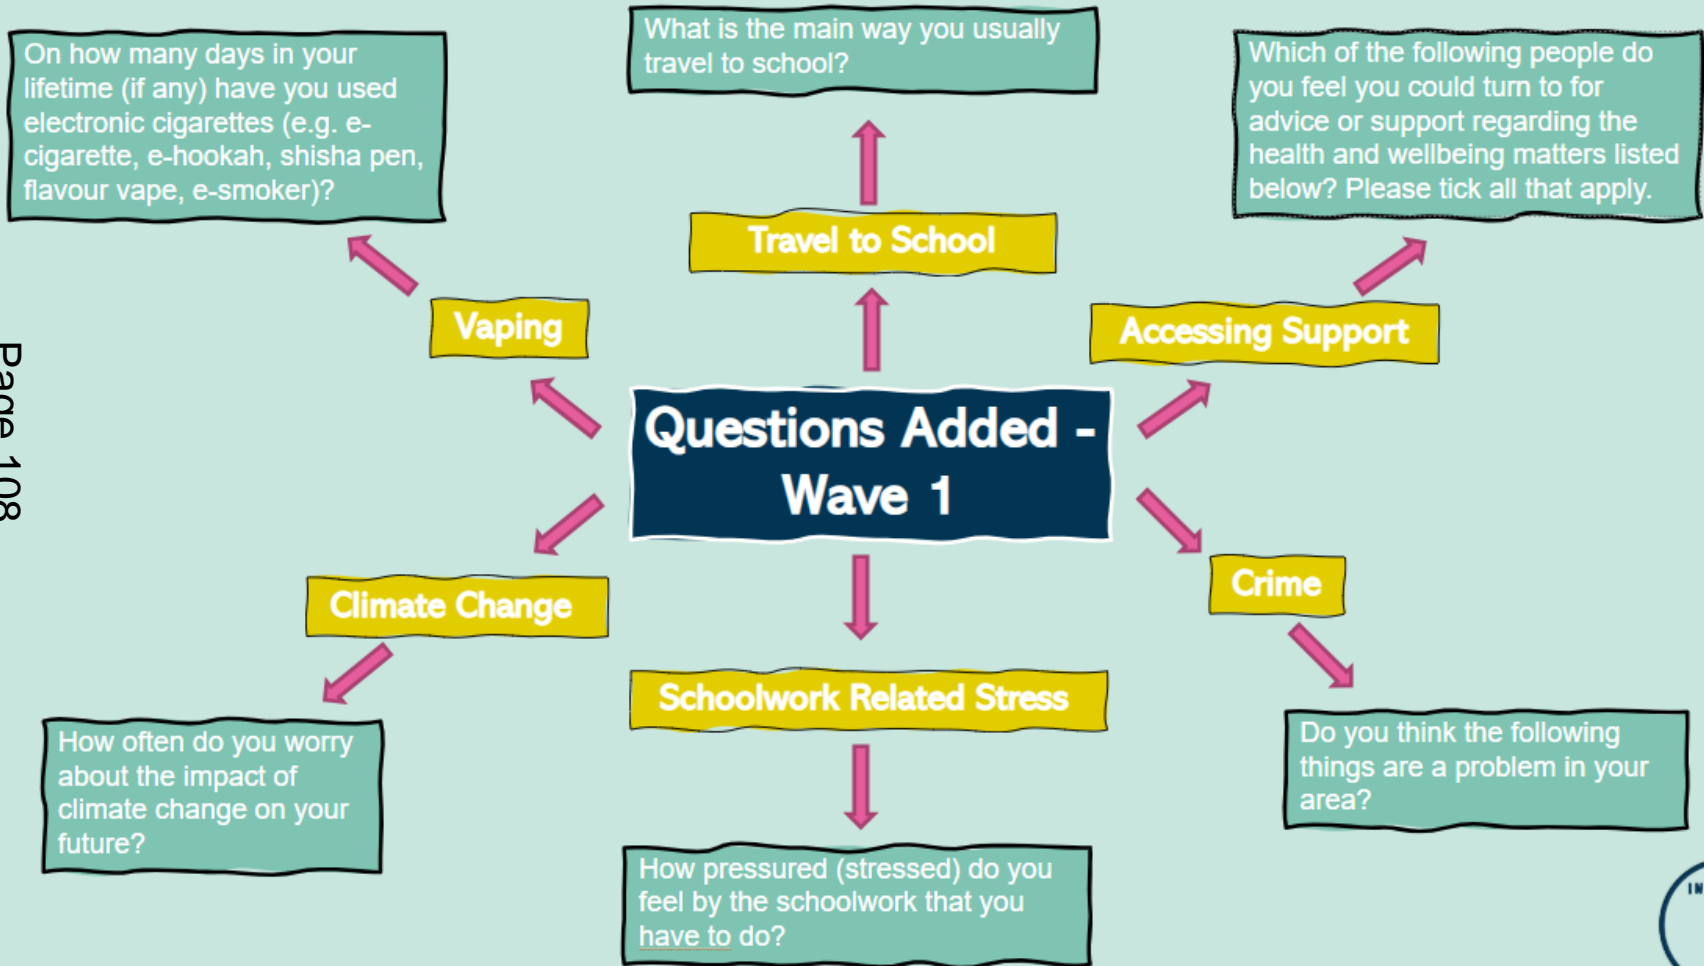 What is the main way you usually
travel to school?
On how many days in your
lifetime (if any) have you used
electronic cigarettes (e.g. e-
cigarette, e-hookah, shisha pen,
flavour vape, e-smoker)?
Which of the following people do
you feel you could turn to for
advice or support regarding the
health and wellbeing matters listed
below? Please tick all that apply.
Travel to School
Vaping
Accessing Support
Questions Added -
Wave 1
Page 108
Climate Change
Crime
Schoolwork Related Stress
How often do you worry
about the impact of
climate change on your
future?
Do you think the following
things are a problem in your
area?
How pressured (stressed) do you
feel by the schoolwork that you
have to do?